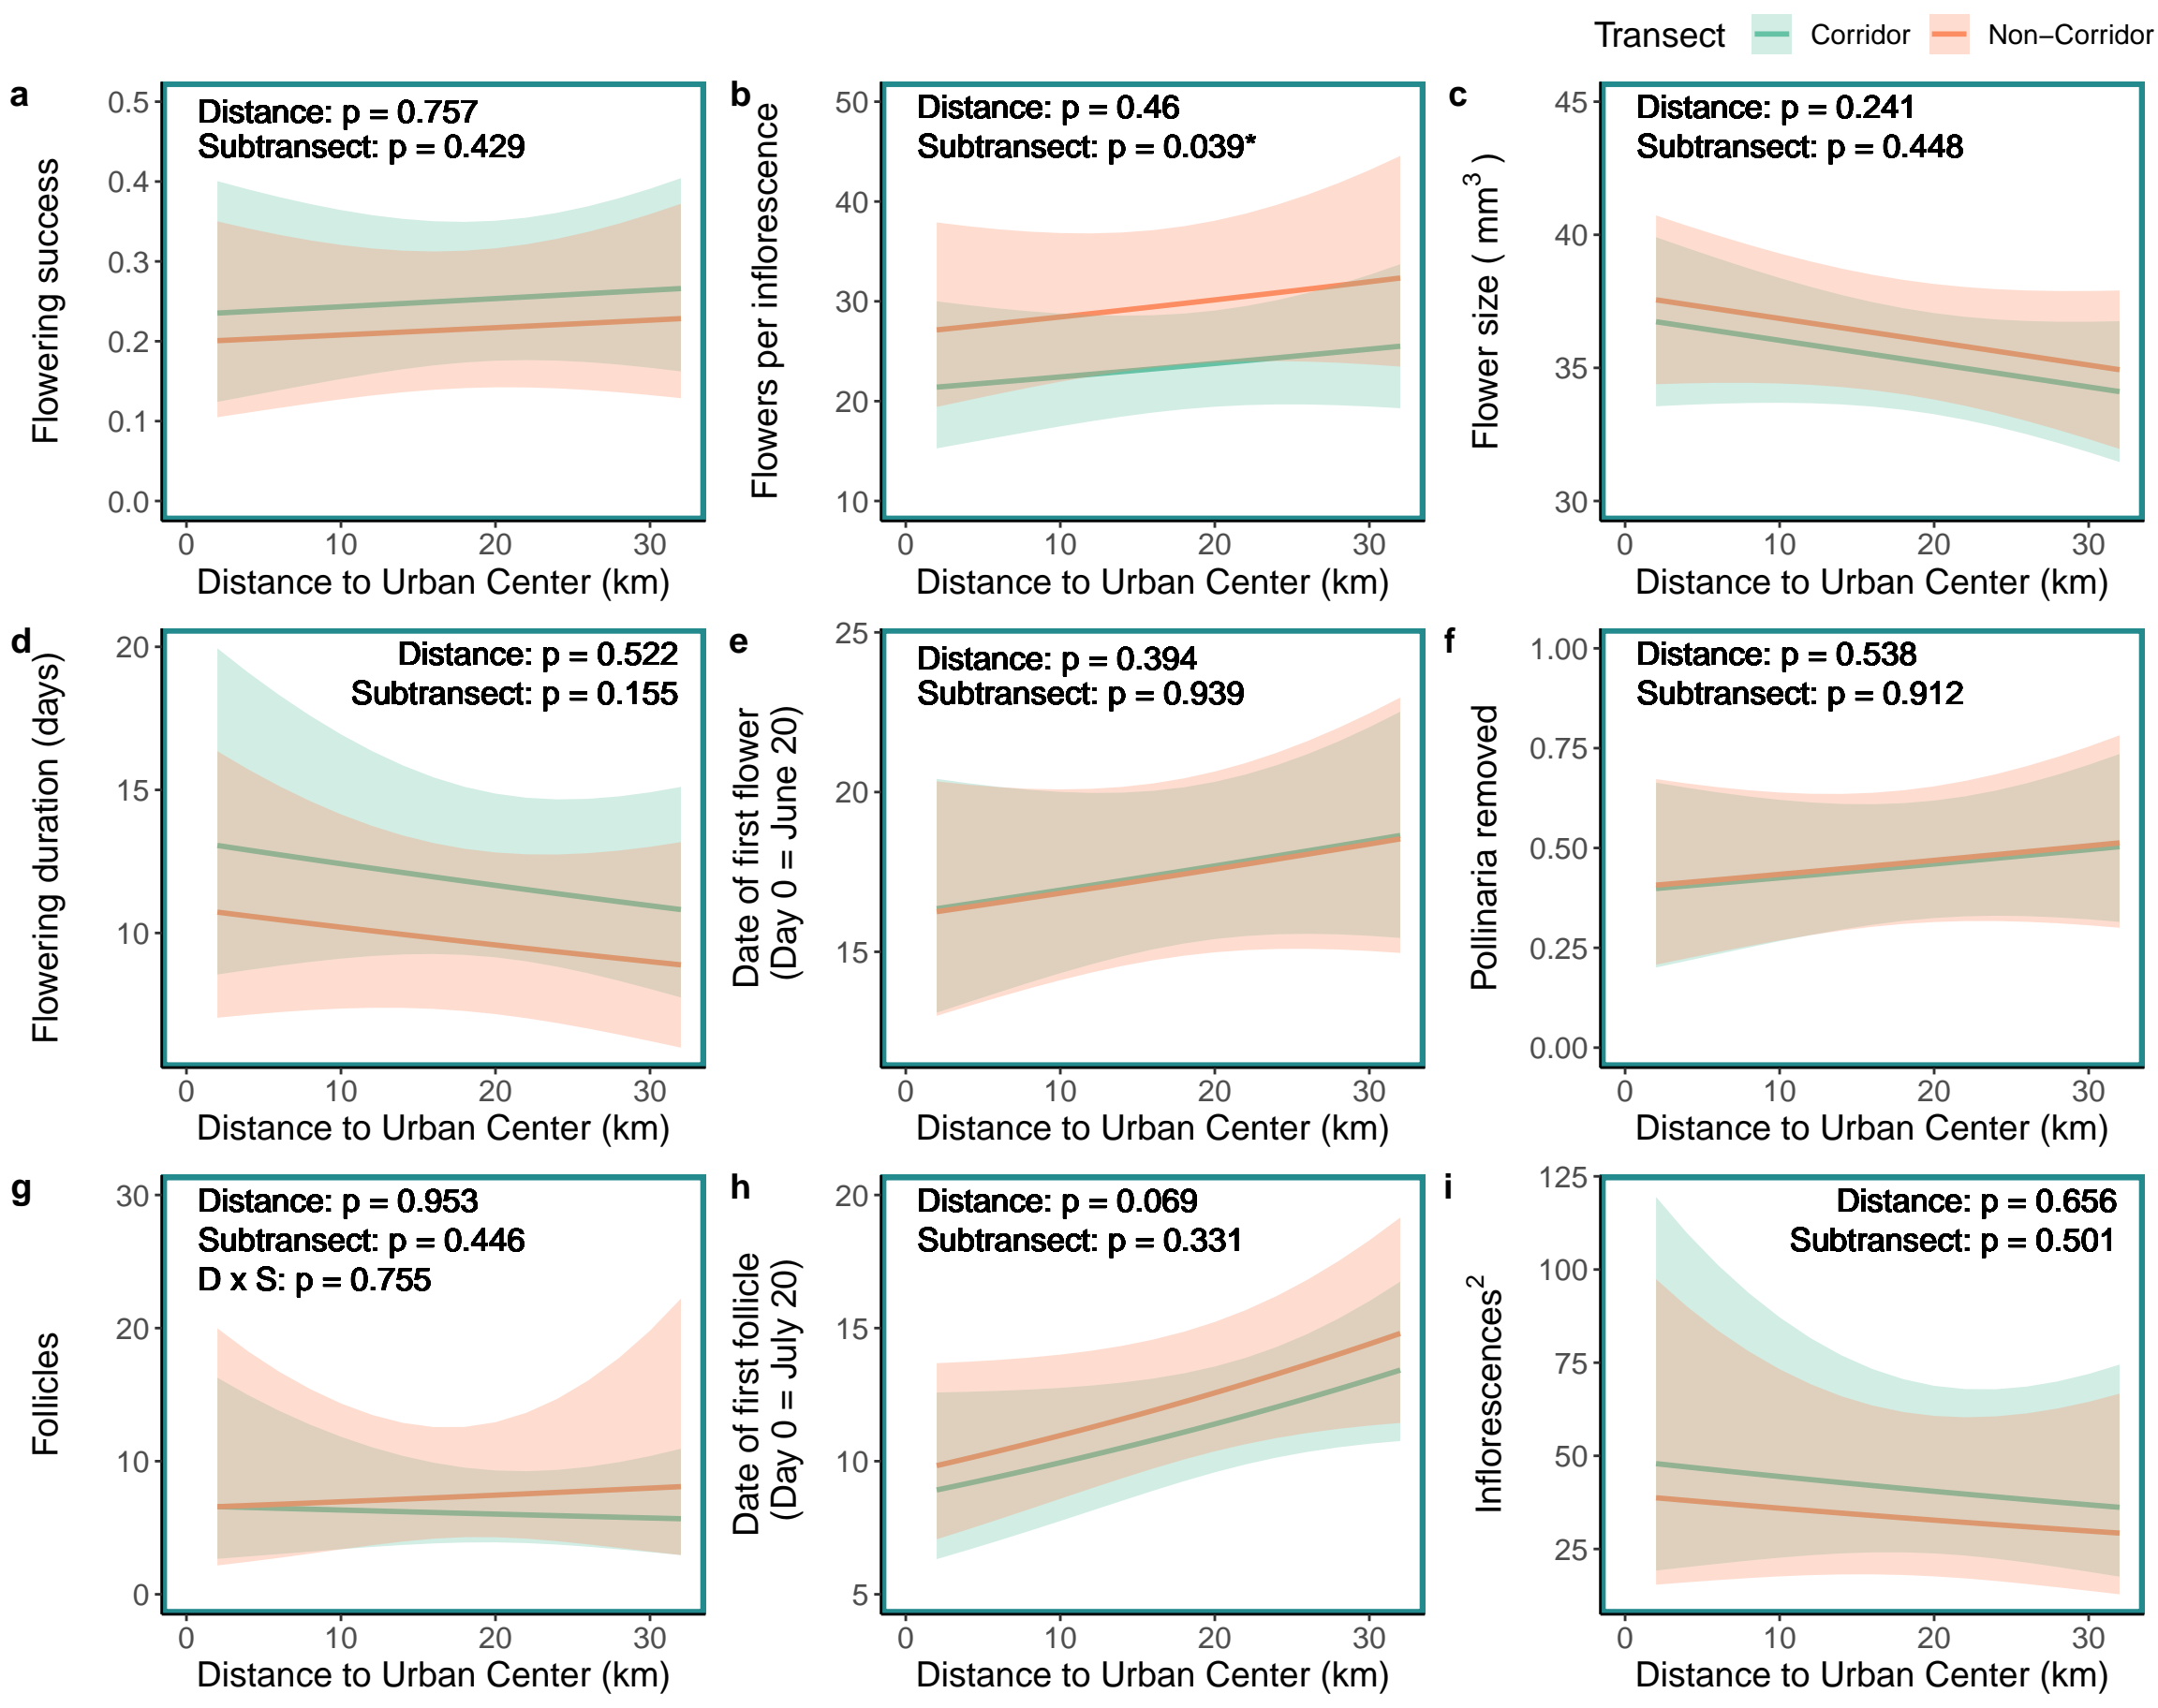 Transect Corridor Non−Corridor
a
Distance: p = 0.757
Subtransect: p = 0.429
Flowering success
0.5
0.4
0.3
0.2
0.1
0.0
0 10 20 30
Distance to Urban Center (km)
b
Distance: p = 0.46
Subtransect: p = 0.039*
Flowers per inflorescence
50
40
30
20
10
0 10 20 30
Distance to Urban Center (km)
c
Distance: p = 0.241
Subtransect: p = 0.448
Flower size ( mm³ )
45
40
35
30
0 10 20 30
Distance to Urban Center (km)
d
Distance: p = 0.522
Subtransect: p = 0.155
Flowering duration (days)
20
15
10
0 10 20 30
Distance to Urban Center (km)
e
Distance: p = 0.394
Subtransect: p = 0.939
Date of first flower
(Day 0 = June 20)
25
20
15
0 10 20 30
Distance to Urban Center (km)
f
Distance: p = 0.538
Subtransect: p = 0.912
Pollinaria removed
1.00
0.75
0.50
0.25
0.00
0 10 20 30
Distance to Urban Center (km)
g
Distance: p = 0.953
Subtransect: p = 0.446
D x S: p = 0.755
Follicles
30
20
10
0
0 10 20 30
Distance to Urban Center (km)
h
Distance: p = 0.069
Subtransect: p = 0.331
Date of first follicle
(Day 0 = July 20)
20
15
10
5
0 10 20 30
Distance to Urban Center (km)
i
Distance: p = 0.656
Subtransect: p = 0.501
Inflorescences²
125
100
75
50
25
0 10 20 30
Distance to Urban Center (km)